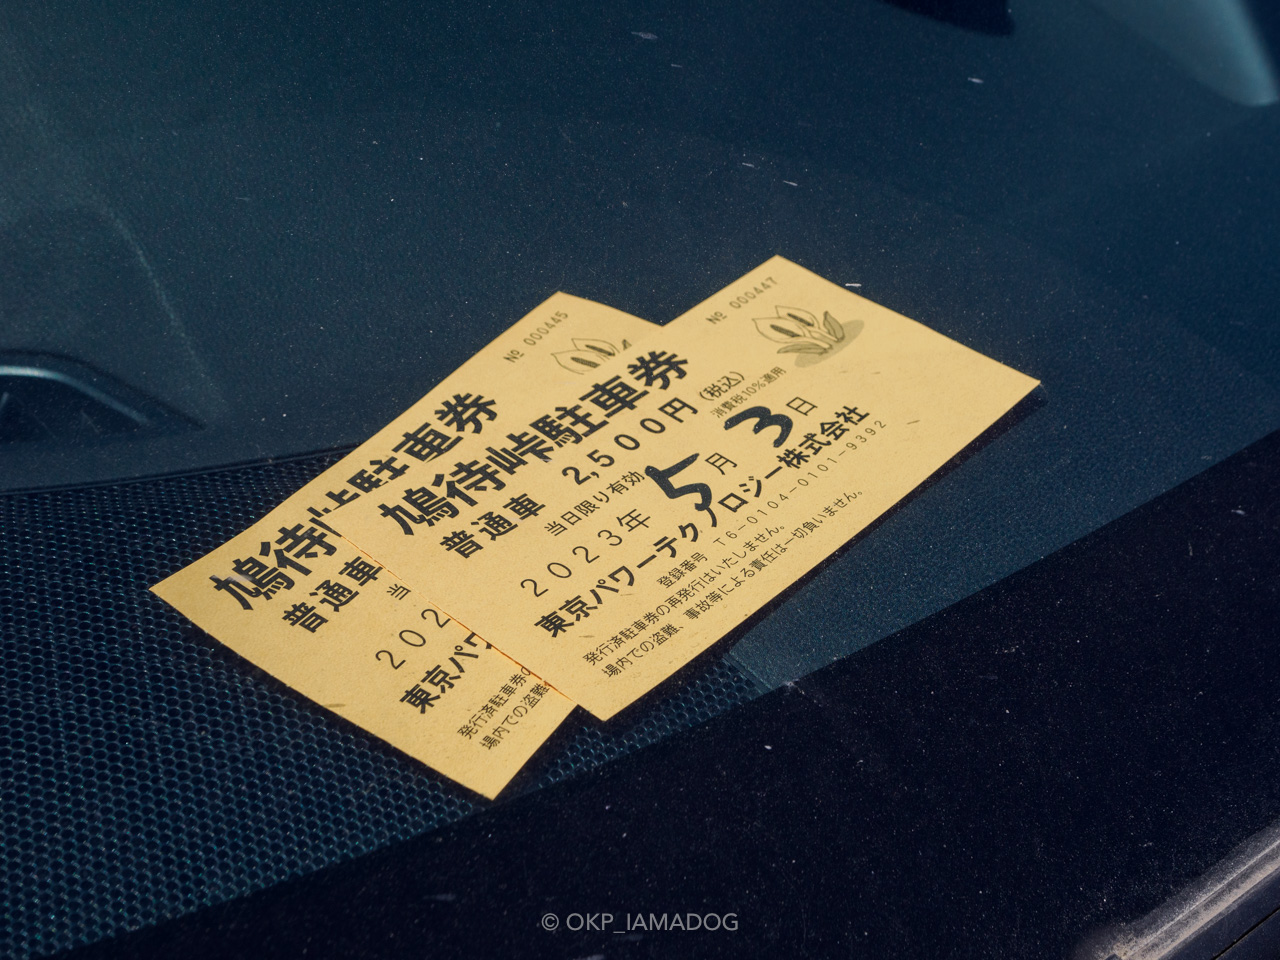 № 000445
鳩待峠駐車券
普通車
当
202
東京パワ
発行済駐車券の
場内での盗難
№ 000447
鳩待峠駐車券
普通車 2,500円 (税込)
消費税10%適用
当日限り有効
2023年 5月 3日
東京パワーテクノロジー株式会社
登録番号 T6-0104-0101-9392
発行済駐車券の再発行はいたしません。
場内での盗難、事故等による責任は一切負いません。
© OKP_IAMADOG